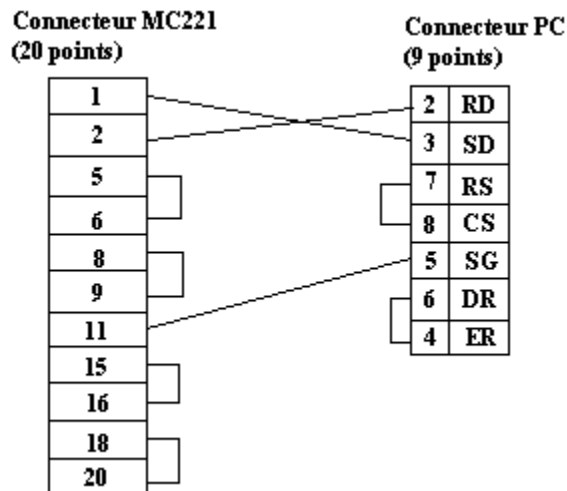 Connecteur MC221
(20 points)
Connecteur PC
(9 points)
1
2
5
6
8
9
11
15
16
18
20
2 RD
3 SD
7 RS
8 CS
5 SG
6 DR
4 ER